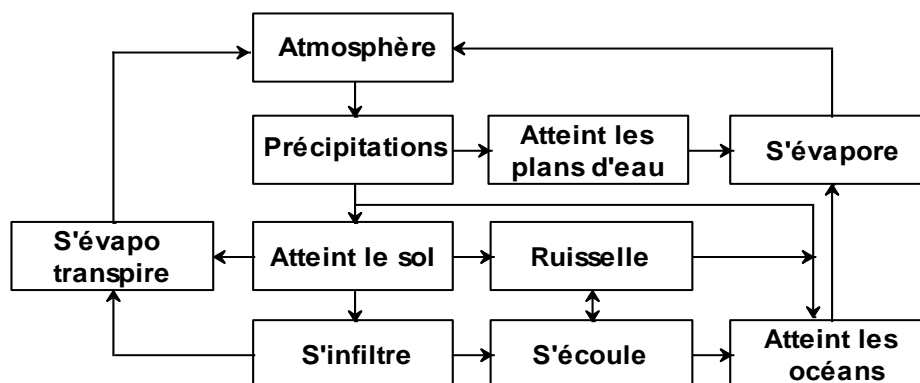 Atmosphère
Précipitations
Atteint les
plans d'eau
S'évapore
S'évapo
transpire
Atteint le sol
Ruisselle
S'infiltre
S'écoule
Atteint les
océans